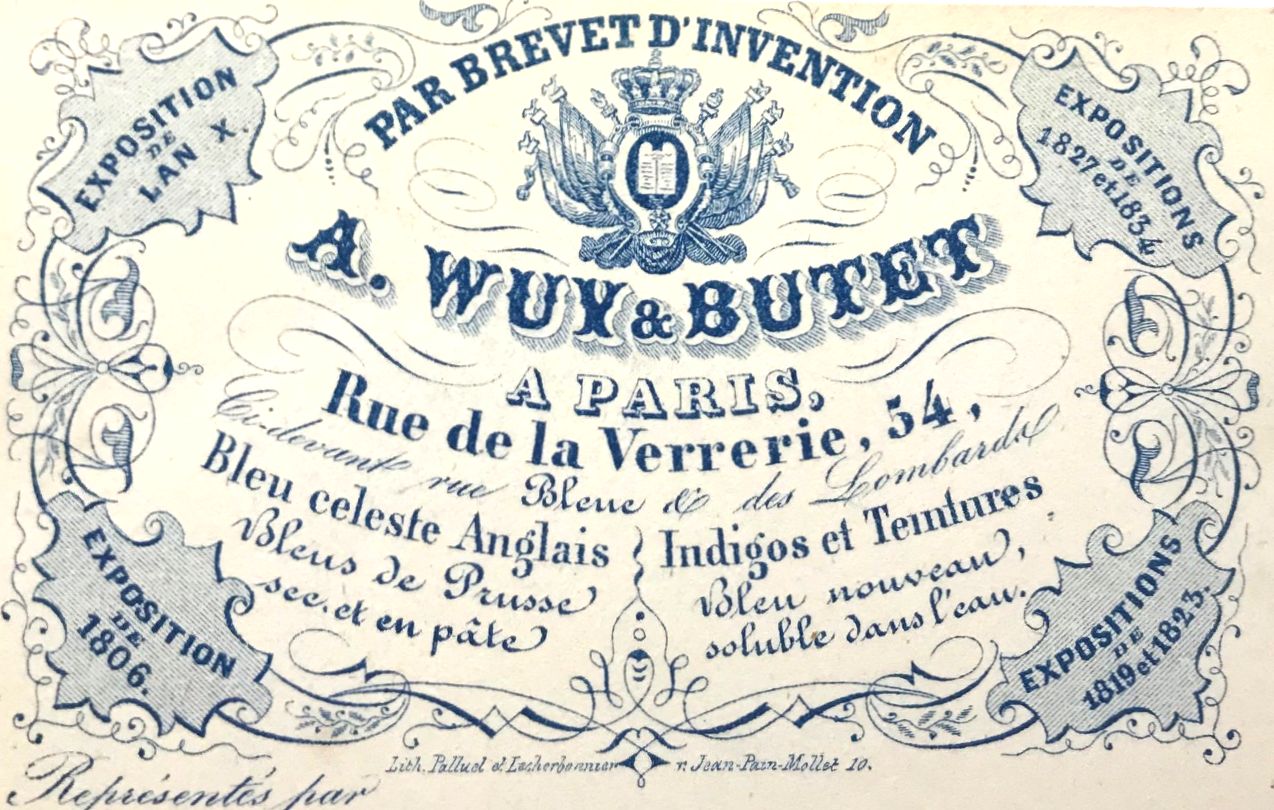 PAR BREVET D'INVENTION
EXPOSITION
DE
LAN X.
EXPOSITIONS
DE
1827 et 1834
A. WUY & BUTET
A PARIS,
Rue de la Verrerie, 54,
Ci-devant rue Bleue & des Lombards
Bleu celeste Anglais
Bleus de Prusse
sec. et en pâte
Indigos et Teintures
Bleu nouveau,
soluble dans l'eau.
EXPOSITION
DE
1806.
EXPOSITIONS
DE
1819 et 1823.
Lith. Palluel et Lecherbonnier r. Jean-Pain-Mollet 10.
Représentés par